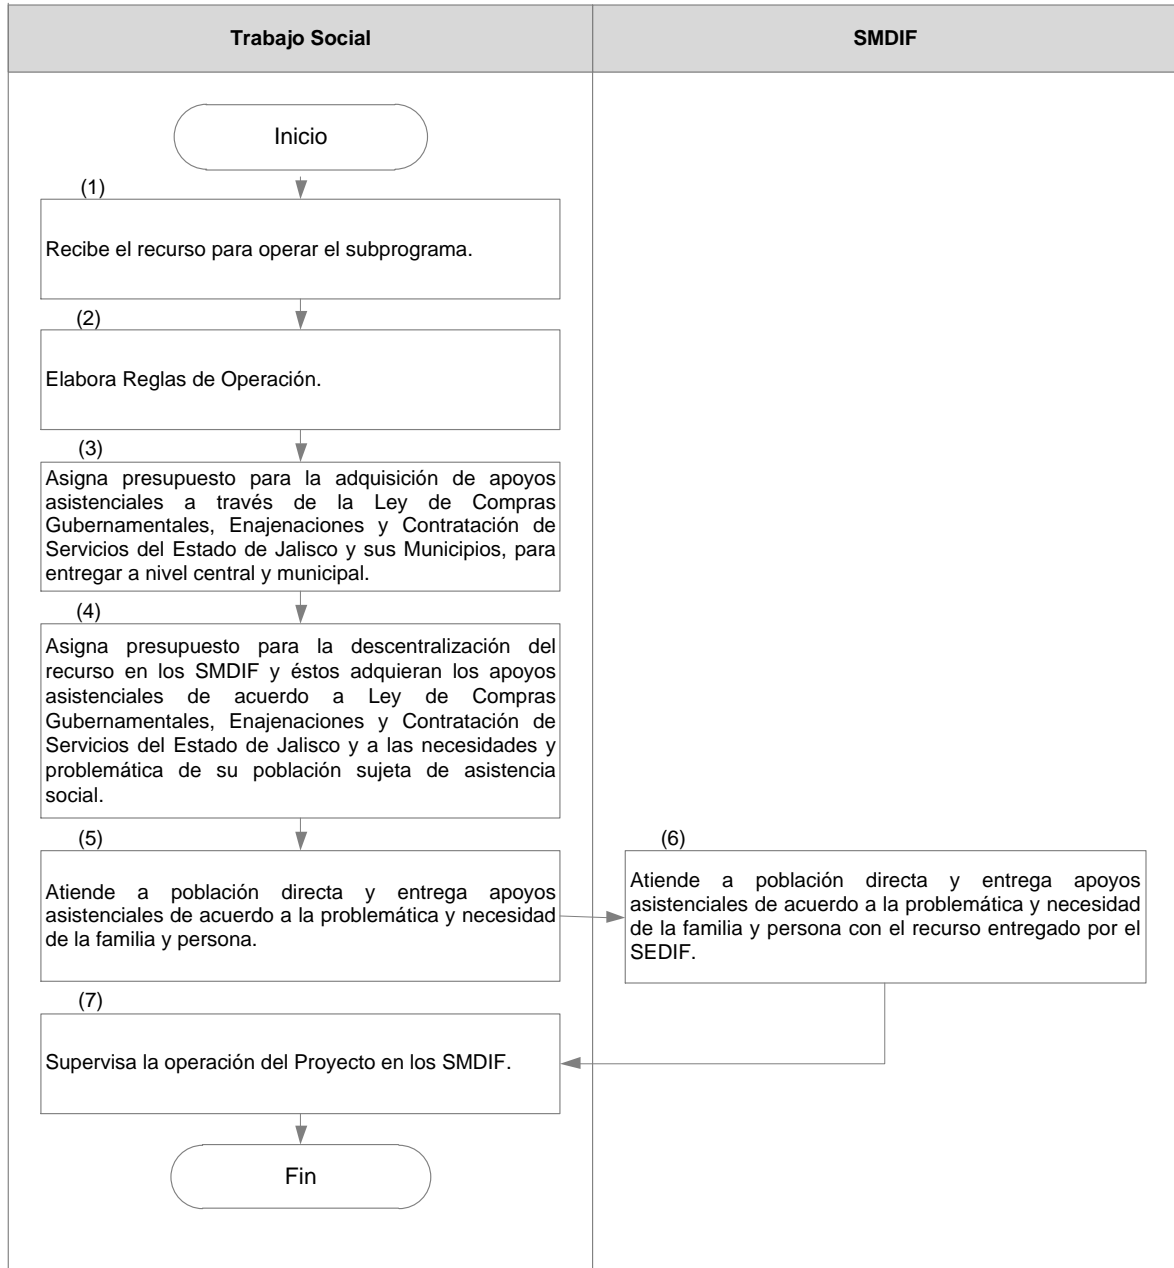 Trabajo Social
SMDIF
Inicio
(1)
Recibe el recurso para operar el subprograma.
(2)
Elabora Reglas de Operación.
(3)
Asigna presupuesto para la adquisición de apoyos
asistenciales a través de la Ley de Compras
Gubernamentales, Enajenaciones y Contratación de
Servicios del Estado de Jalisco y sus Municipios, para
entregar a nivel central y municipal.
(4)
Asigna presupuesto para la descentralización del
recurso en los SMDIF y éstos adquieran los apoyos
asistenciales de acuerdo a Ley de Compras
Gubernamentales, Enajenaciones y Contratación de
Servicios del Estado de Jalisco y a las necesidades y
problemática de su población sujeta de asistencia
social.
(5)
Atiende a población directa y entrega apoyos
asistenciales de acuerdo a la problemática y necesidad
de la familia y persona.
(6)
Atiende a población directa y entrega apoyos
asistenciales de acuerdo a la problemática y necesidad
de la familia y persona con el recurso entregado por el
SEDIF.
(7)
Supervisa la operación del Proyecto en los SMDIF.
Fin